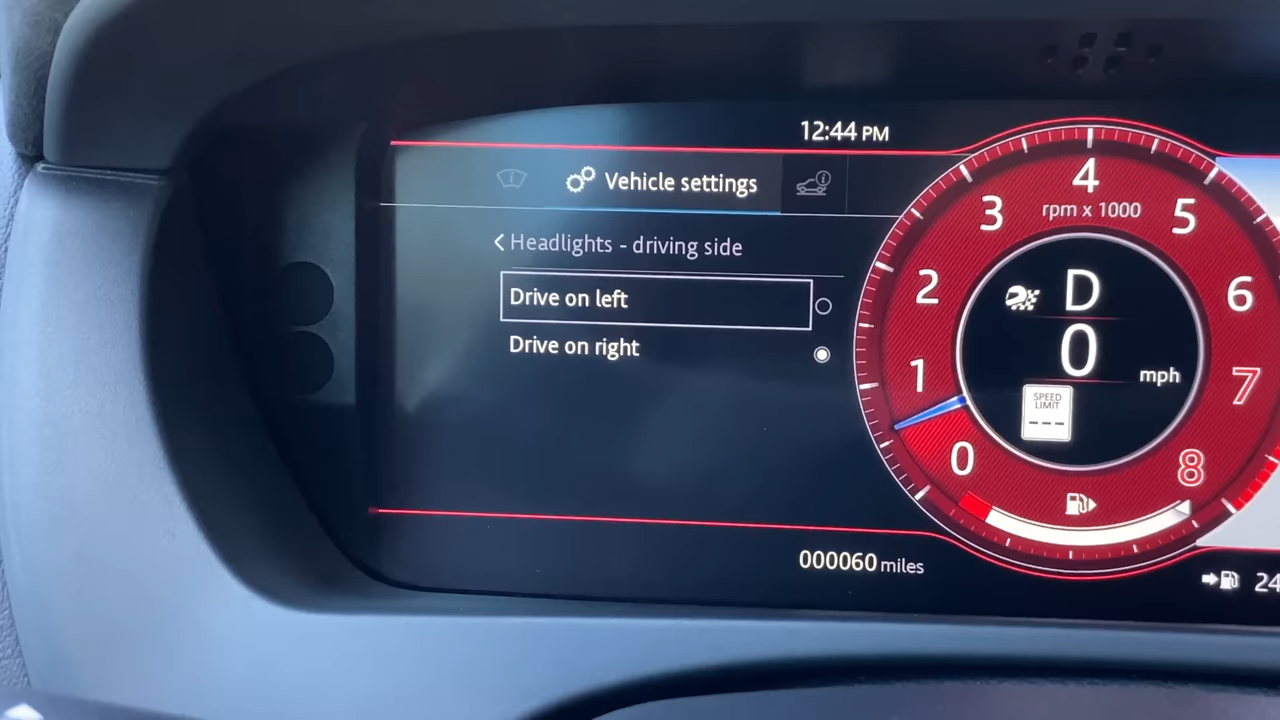 12:44 PM
Vehicle settings
Headlights - driving side
Drive on left
Drive on right
4
3
5
rpm x 1000
2
6
D
0
mph
1
7
SPEED
LIMIT
---
0
8
000060 miles
24